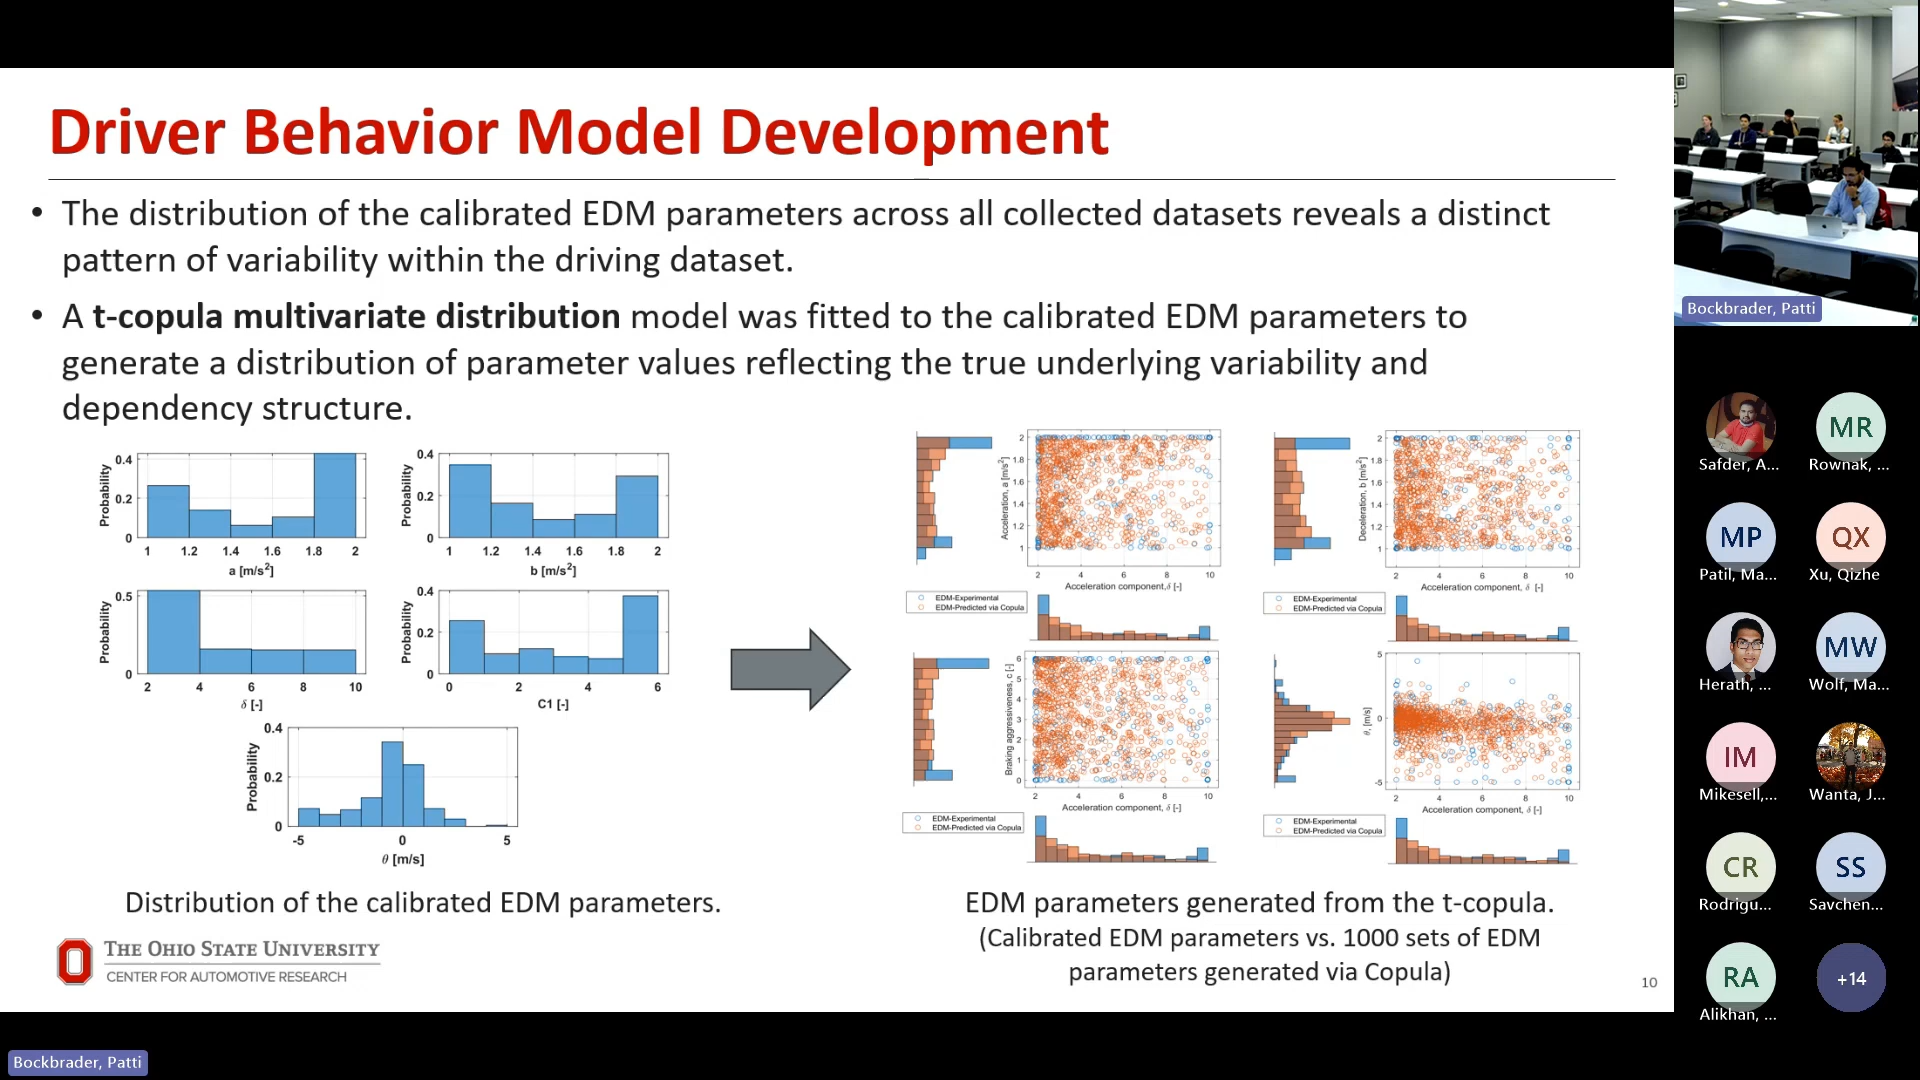 Driver Behavior Model Development
• The distribution of the calibrated EDM parameters across all collected datasets reveals a distinct
pattern of variability within the driving dataset.
• A t-copula multivariate distribution model was fitted to the calibrated EDM parameters to
generate a distribution of parameter values reflecting the true underlying variability and
dependency structure.
Probability
0.4
0.2
0
1 1.2 1.4 1.6 1.8 2
a [m/s²]
Probability
0.4
0.2
0
1 1.2 1.4 1.6 1.8 2
b [m/s²]
Probability
0.5
0
2 4 6 8 10
δ [-]
Probability
0.4
0.2
0
0 2 4 6
C1 [-]
Probability
0.4
0.2
0
-5 0 5
θ [m/s]
Distribution of the calibrated EDM parameters.
Acceleration, a [m/s²]
2
1.8
1.6
1.4
1.2
1
2 4 6 8 10
Acceleration component,δ [-]
EDM-Experimental
EDM-Predicted via Copula
Deceleration, b [m/s²]
2
1.8
1.6
1.4
1.2
1
2 4 6 8 10
Acceleration component, δ [-]
EDM-Experimental
EDM-Predicted via Copula
Braking aggressiveness, c [-]
6
5
4
3
2
1
0
2 4 6 8 10
Acceleration component, δ [-]
EDM-Experimental
EDM-Predicted via Copula
θ, [m/s]
5
0
-5
2 4 6 8 10
Acceleration component, δ [-]
EDM-Experimental
EDM-Predicted via Copula
EDM parameters generated from the t-copula.
(Calibrated EDM parameters vs. 1000 sets of EDM
parameters generated via Copula)
THE OHIO STATE UNIVERSITY
CENTER FOR AUTOMOTIVE RESEARCH
10
Bockbrader, Patti
Safder, A...
MR
Rownak, ...
MP
Patil, Ma...
QX
Xu, Qizhe
Herath, ...
MW
Wolf, Ma...
IM
Mikesell,...
Wanta, J...
CR
Rodrigu...
SS
Savchen...
RA
Alikhan, ...
+14
Bockbrader, Patti